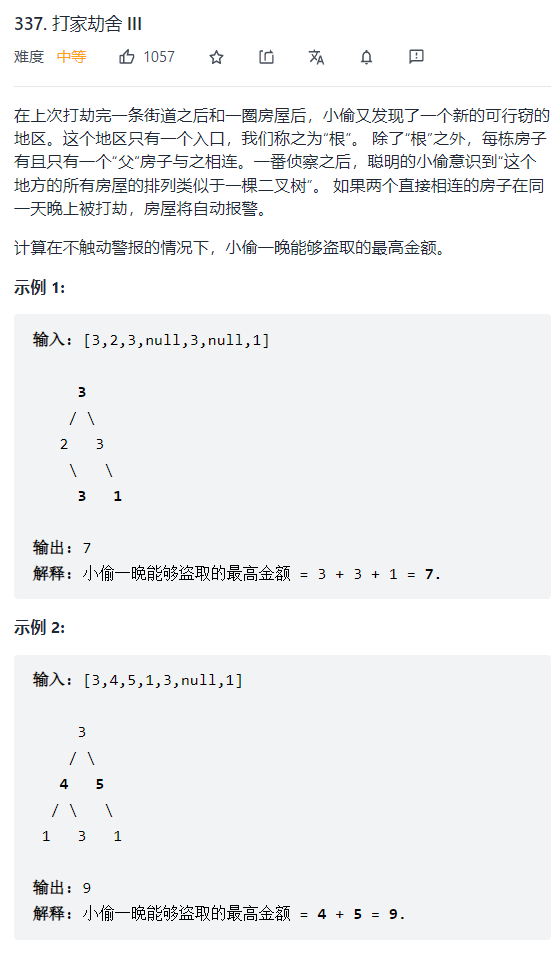 337. 打家劫舍 III
难度 中等 1057
在上次打劫完一条街道之后和一圈房屋后，小偷又发现了一个新的可行窃的
地区。这个地区只有一个入口，我们称之为“根”。 除了“根”之外，每栋房子
有且只有一个“父“房子与之相连。一番侦察之后，聪明的小偷意识到“这个
地方的所有房屋的排列类似于一棵二叉树”。 如果两个直接相连的房子在同
一天晚上被打劫，房屋将自动报警。
计算在不触动警报的情况下，小偷一晚能够盗取的最高金额。
示例 1:
输入: [3,2,3,null,3,null,1]
3
/ \
2 3
\ \
3 1
输出: 7
解释: 小偷一晚能够盗取的最高金额 = 3 + 3 + 1 = 7.
示例 2:
输入: [3,4,5,1,3,null,1]
3
/ \
4 5
/ \ \
1 3 1
输出: 9
解释: 小偷一晚能够盗取的最高金额 = 4 + 5 = 9.